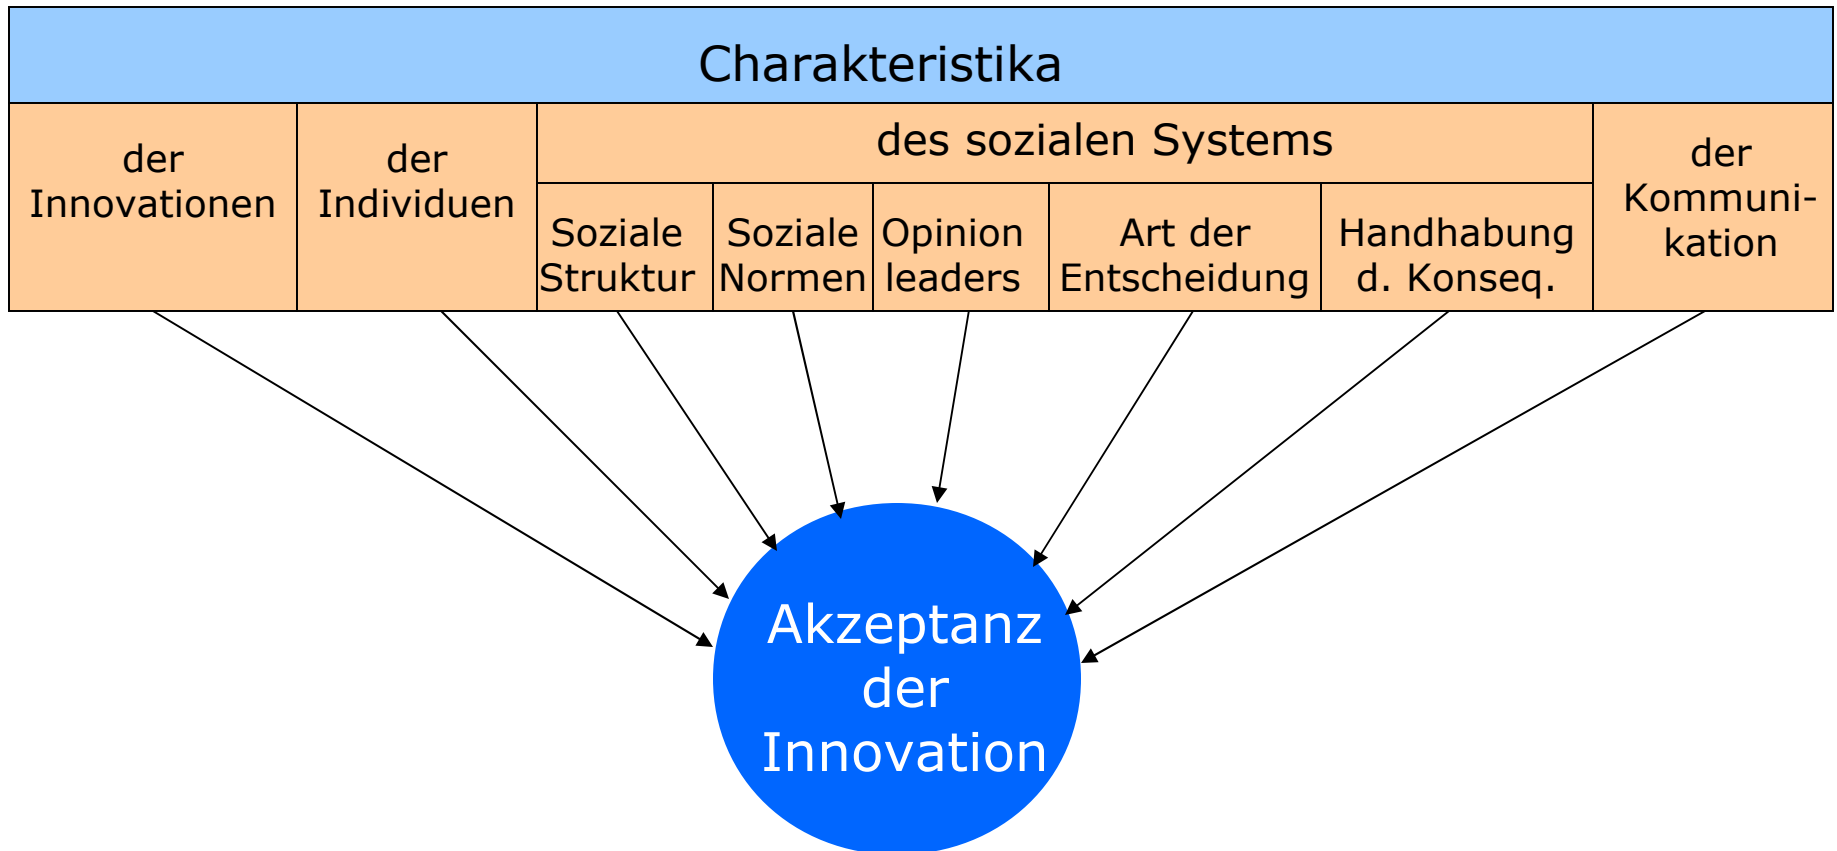 Charakteristika
der
Innovationen
der
Individuen
des sozialen Systems
Soziale
Struktur
Soziale
Normen
Opinion
leaders
Art der
Entscheidung
Handhabung
d. Konseq.
der
Kommuni-
kation
Akzeptanz
der
Innovation